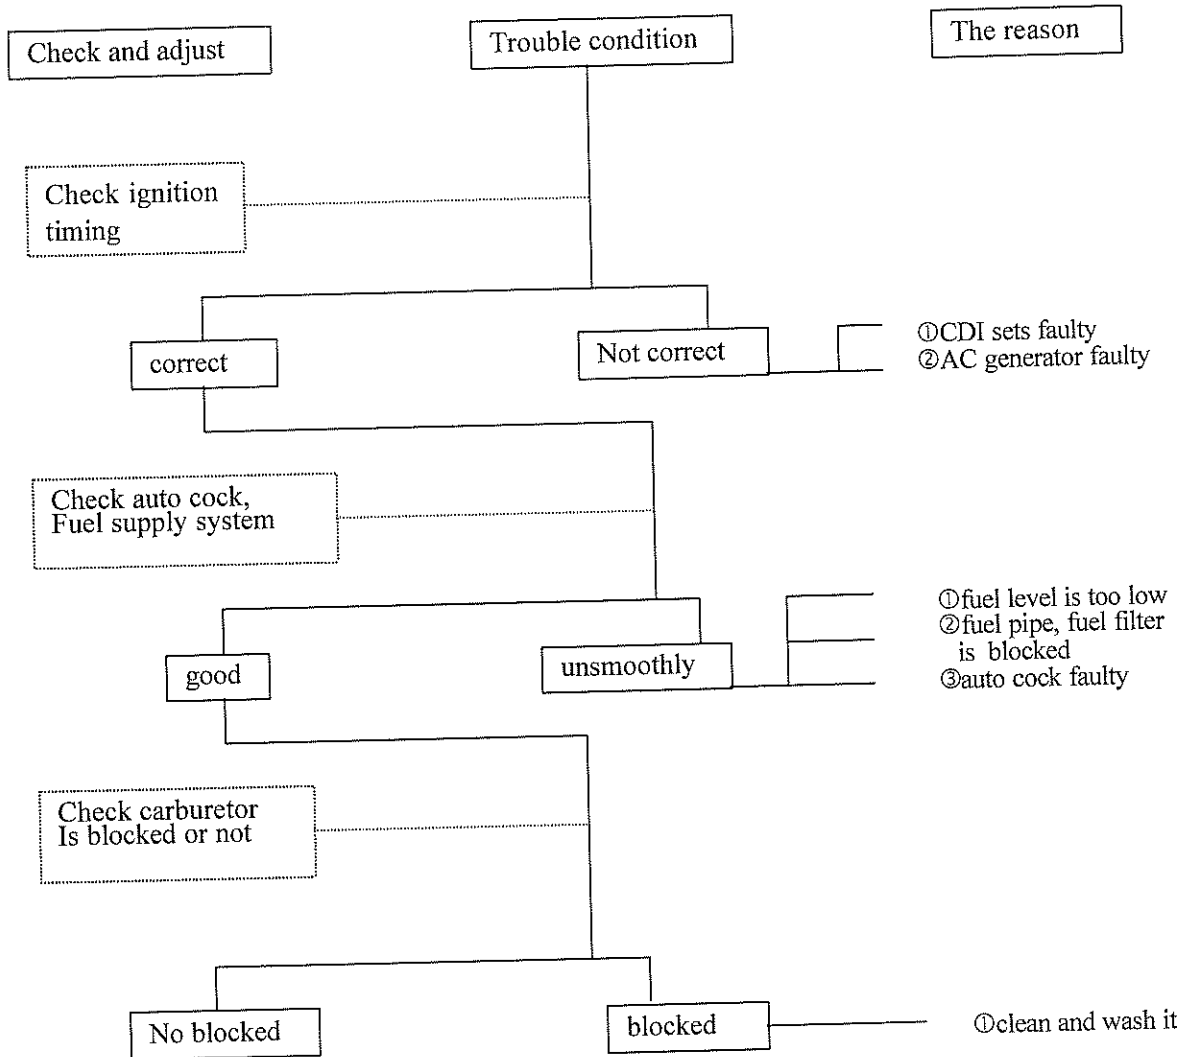 Check and adjust
Trouble condition
The reason
Check ignition
timing
correct
Not correct
①CDI sets faulty
②AC generator faulty
Check auto cock,
Fuel supply system
good
unsmoothly
①fuel level is too low
②fuel pipe, fuel filter
is blocked
③auto cock faulty
Check carburetor
Is blocked or not
No blocked
blocked
①clean and wash it